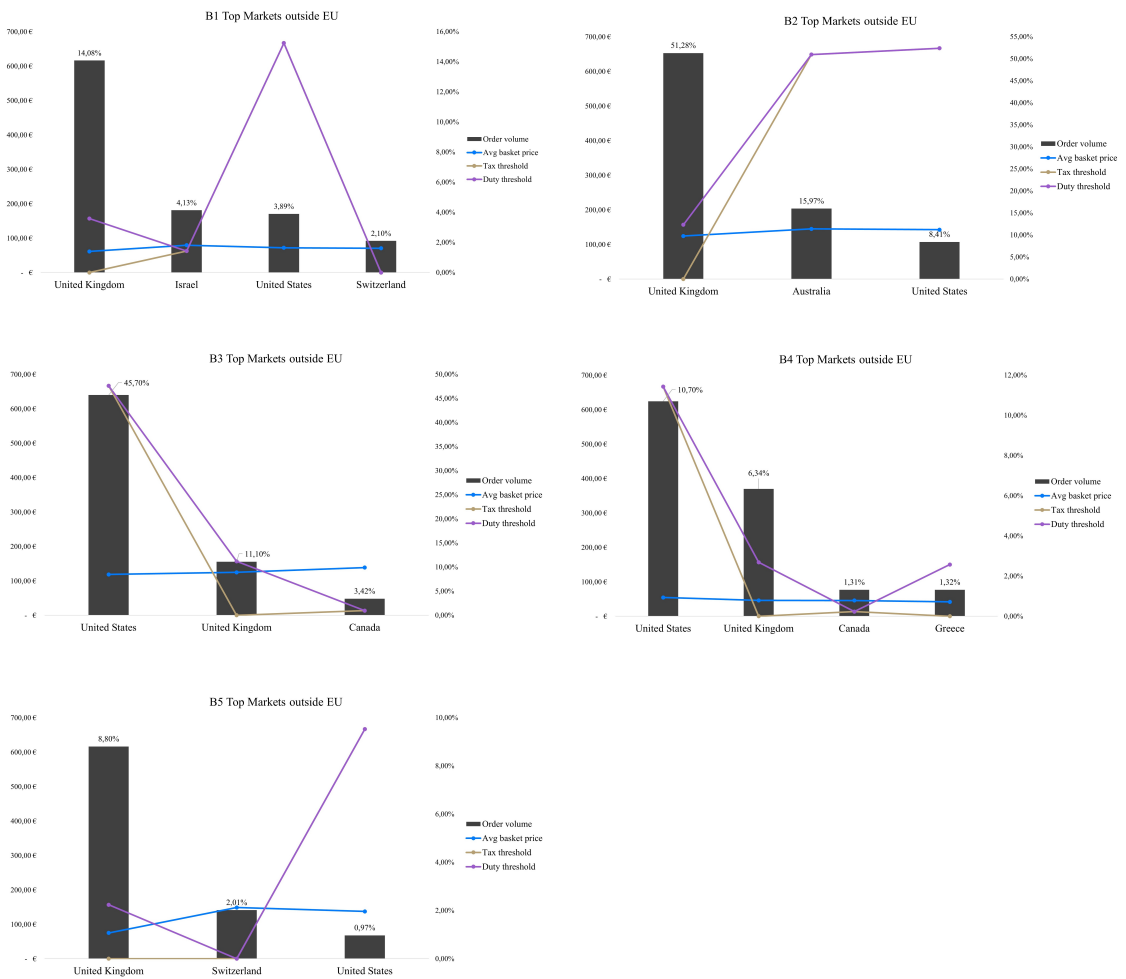 B1 Top Markets outside EU
700,00 €
600,00 €
500,00 €
400,00 €
300,00 €
200,00 €
100,00 €
- €
16,00%
14,00%
12,00%
10,00%
8,00%
6,00%
4,00%
2,00%
0,00%
14,08%
4,13%
3,89%
2,10%
United Kingdom
Israel
United States
Switzerland
Order volume
Avg basket price
Tax threshold
Duty threshold
B2 Top Markets outside EU
700,00 €
600,00 €
500,00 €
400,00 €
300,00 €
200,00 €
100,00 €
- €
55,00%
50,00%
45,00%
40,00%
35,00%
30,00%
25,00%
20,00%
15,00%
10,00%
5,00%
0,00%
51,28%
15,97%
8,41%
United Kingdom
Australia
United States
Order volume
Avg basket price
Tax threshold
Duty threshold
B3 Top Markets outside EU
700,00 €
600,00 €
500,00 €
400,00 €
300,00 €
200,00 €
100,00 €
- €
50,00%
45,00%
40,00%
35,00%
30,00%
25,00%
20,00%
15,00%
10,00%
5,00%
0,00%
45,70%
11,10%
3,42%
United States
United Kingdom
Canada
Order volume
Avg basket price
Tax threshold
Duty threshold
B4 Top Markets outside EU
700,00 €
600,00 €
500,00 €
400,00 €
300,00 €
200,00 €
100,00 €
- €
12,00%
10,00%
8,00%
6,00%
4,00%
2,00%
0,00%
10,70%
6,34%
1,31%
1,32%
United States
United Kingdom
Canada
Greece
Order volume
Avg basket price
Tax threshold
Duty threshold
B5 Top Markets outside EU
700,00 €
600,00 €
500,00 €
400,00 €
300,00 €
200,00 €
100,00 €
- €
10,00%
8,00%
6,00%
4,00%
2,00%
0,00%
8,80%
2,01%
0,97%
United Kingdom
Switzerland
United States
Order volume
Avg basket price
Tax threshold
Duty threshold